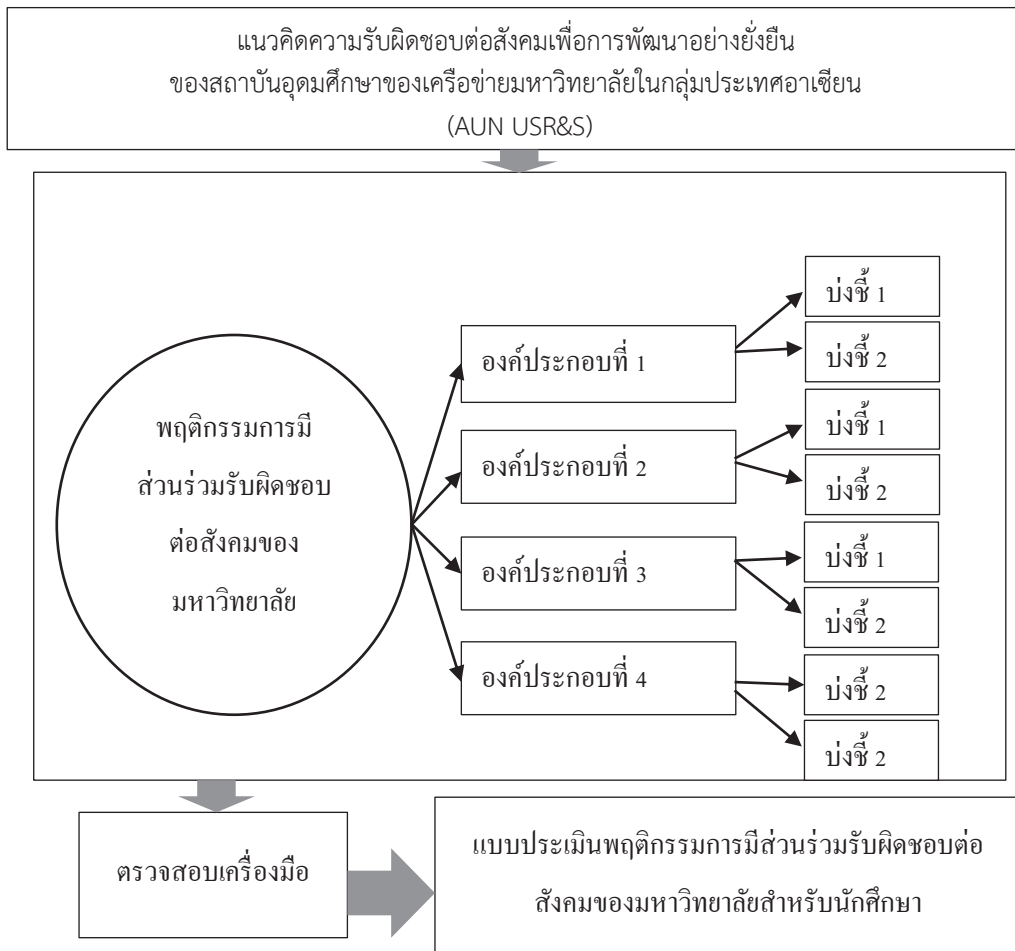 แนวคิดความรับผิดชอบต่อสังคมเพื่อการพัฒนาอย่างยั่งยืน
ของสถาบันอุดมศึกษาของเครือข่ายมหาวิทยาลัยในกลุ่มประเทศอาเซียน
(AUN USR&S)
พฤติกรรมการมี
ส่วนร่วมรับผิดชอบ
ต่อสังคมของ
มหาวิทยาลัย
องค์ประกอบที่ 1
บ่งชี้ 1
บ่งชี้ 2
องค์ประกอบที่ 2
บ่งชี้ 1
บ่งชี้ 2
องค์ประกอบที่ 3
บ่งชี้ 1
บ่งชี้ 2
องค์ประกอบที่ 4
บ่งชี้ 2
บ่งชี้ 2
ตรวจสอบเครื่องมือ
แบบประเมินพฤติกรรมการมีส่วนร่วมรับผิดชอบต่อ
สังคมของมหาวิทยาลัยสำหรับนักศึกษา